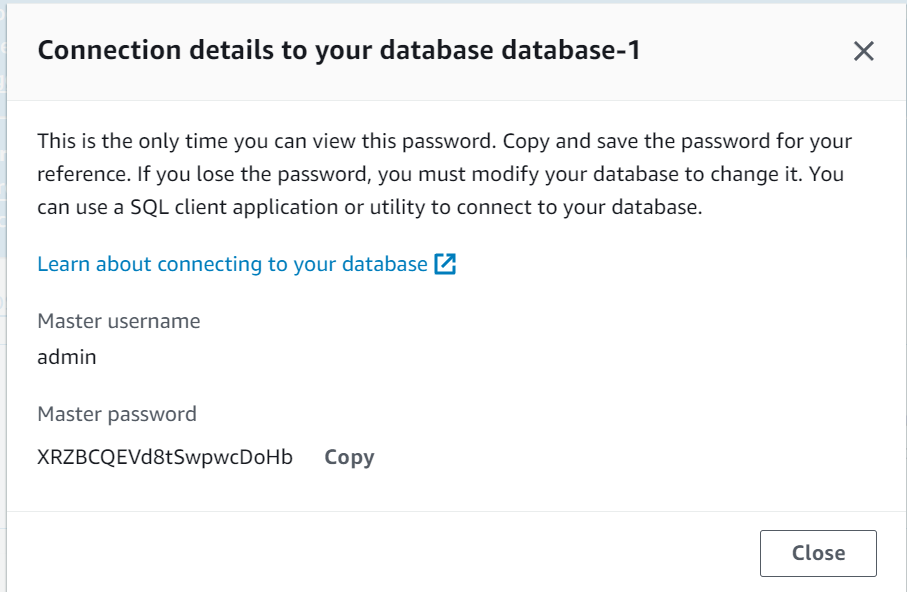 Connection details to your database database-1
This is the only time you can view this password. Copy and save the password for your
reference. If you lose the password, you must modify your database to change it. You
can use a SQL client application or utility to connect to your database.
Learn about connecting to your database
Master username
admin
Master password
XRZBCQEVd8tSwpwcDoHb Copy
Close